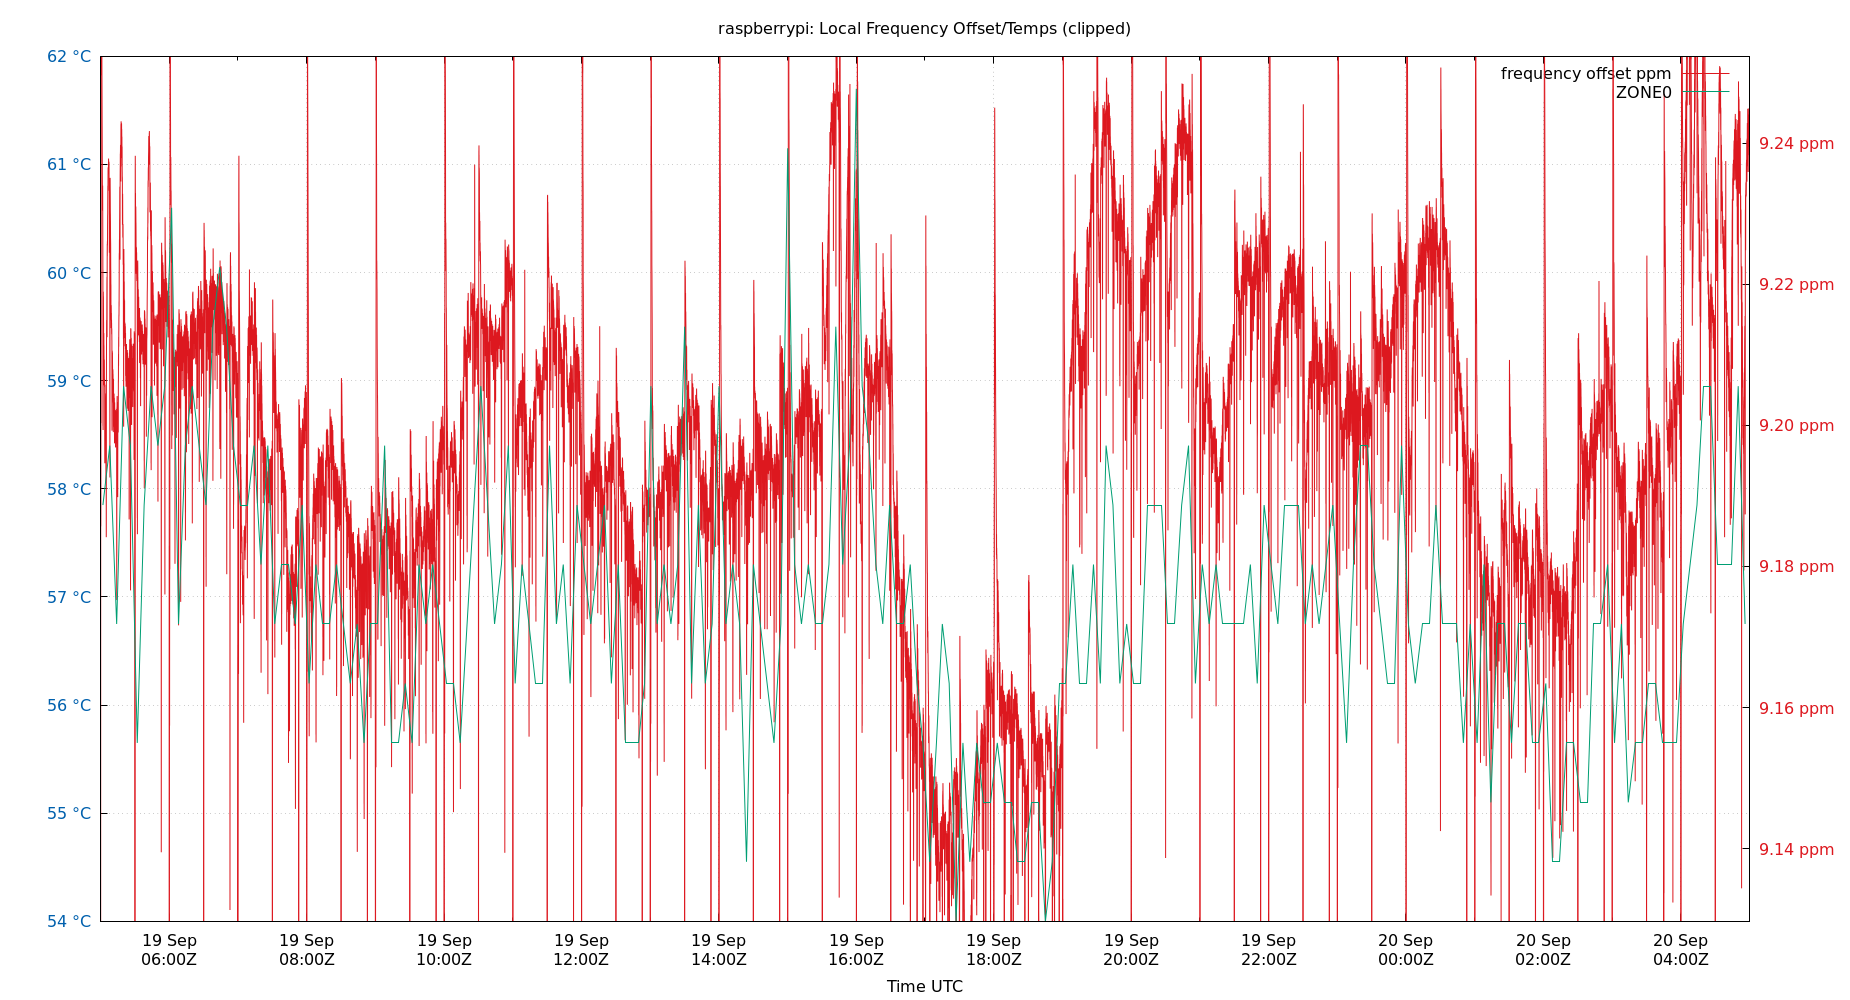 raspberrypi: Local Frequency Offset/Temps (clipped)
frequency offset ppm
ZONE0
62 °C
61 °C
60 °C
59 °C
58 °C
57 °C
56 °C
55 °C
54 °C
9.24 ppm
9.22 ppm
9.20 ppm
9.18 ppm
9.16 ppm
9.14 ppm
19 Sep 19 Sep 19 Sep 19 Sep 19 Sep 19 Sep 19 Sep 19 Sep 19 Sep 20 Sep 20 Sep 20 Sep
06:00Z 08:00Z 10:00Z 12:00Z 14:00Z 16:00Z 18:00Z 20:00Z 22:00Z 00:00Z 02:00Z 04:00Z
Time UTC